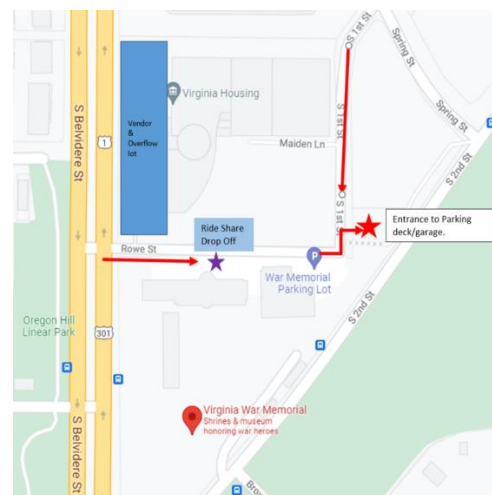 S 1st St
Spring St
S Belvidere St
Vendor
&
Overflow
lot
Virginia Housing
S 1st St
1
Maiden Ln
Spring St
S 2nd St
S 1st St
Entrance to Parking
deck/garage.
Ride Share
Drop Off
Rowe St
P
War Memorial
Parking Lot
S 2nd St
Oregon Hill
Linear Park
301
Virginia War Memorial
Shrines & museum
honoring war heroes
S Belvidere St